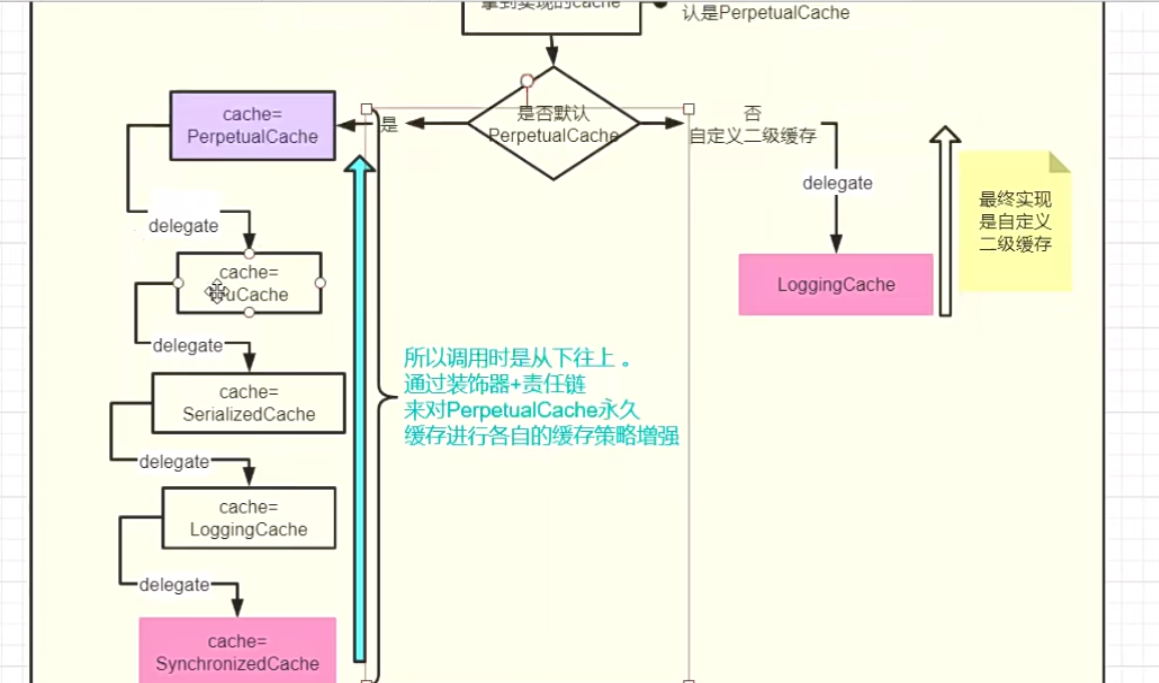 拿到实现的cache
认是PerpetualCache
是否默认
PerpetualCache
是
否
自定义二级缓存
cache=
PerpetualCache
delegate
delegate
最终实现
是自定义
二级缓存
cache=
LoggingCache
delegate
所以调用时是从下往上 。
通过装饰器+责任链
来对PerpetualCache永久
缓存进行各自的缓存策略增强
cache=
SerializedCache
delegate
cache=
LoggingCache
delegate
cache=
SynchronizedCache